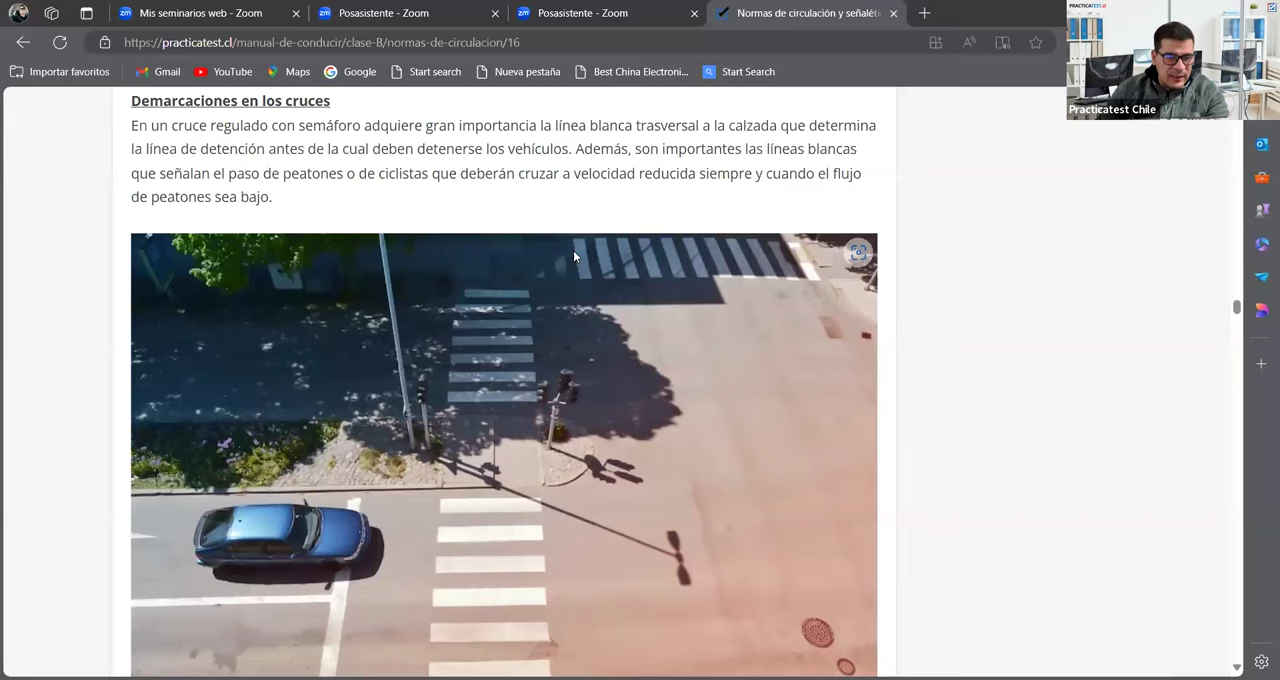 Mis seminarios web - Zoom
Posasistente - Zoom
Posasistente - Zoom
Normas de circulación y señaléti
https://practicatest.cl/manual-de-conducir/clase-B/normas-de-circulacion/16
Importar favoritos
Gmail
YouTube
Maps
Google
Start search
Nueva pestaña
Best China Electroni...
Start Search
PRACTICATEST.cl
Practicatest Chile
Demarcaciones en los cruces
En un cruce regulado con semáforo adquiere gran importancia la línea blanca trasversal a la calzada que determina
la línea de detención antes de la cual deben detenerse los vehículos. Además, son importantes las líneas blancas
que señalan el paso de peatones o de ciclistas que deberán cruzar a velocidad reducida siempre y cuando el flujo
de peatones sea bajo.